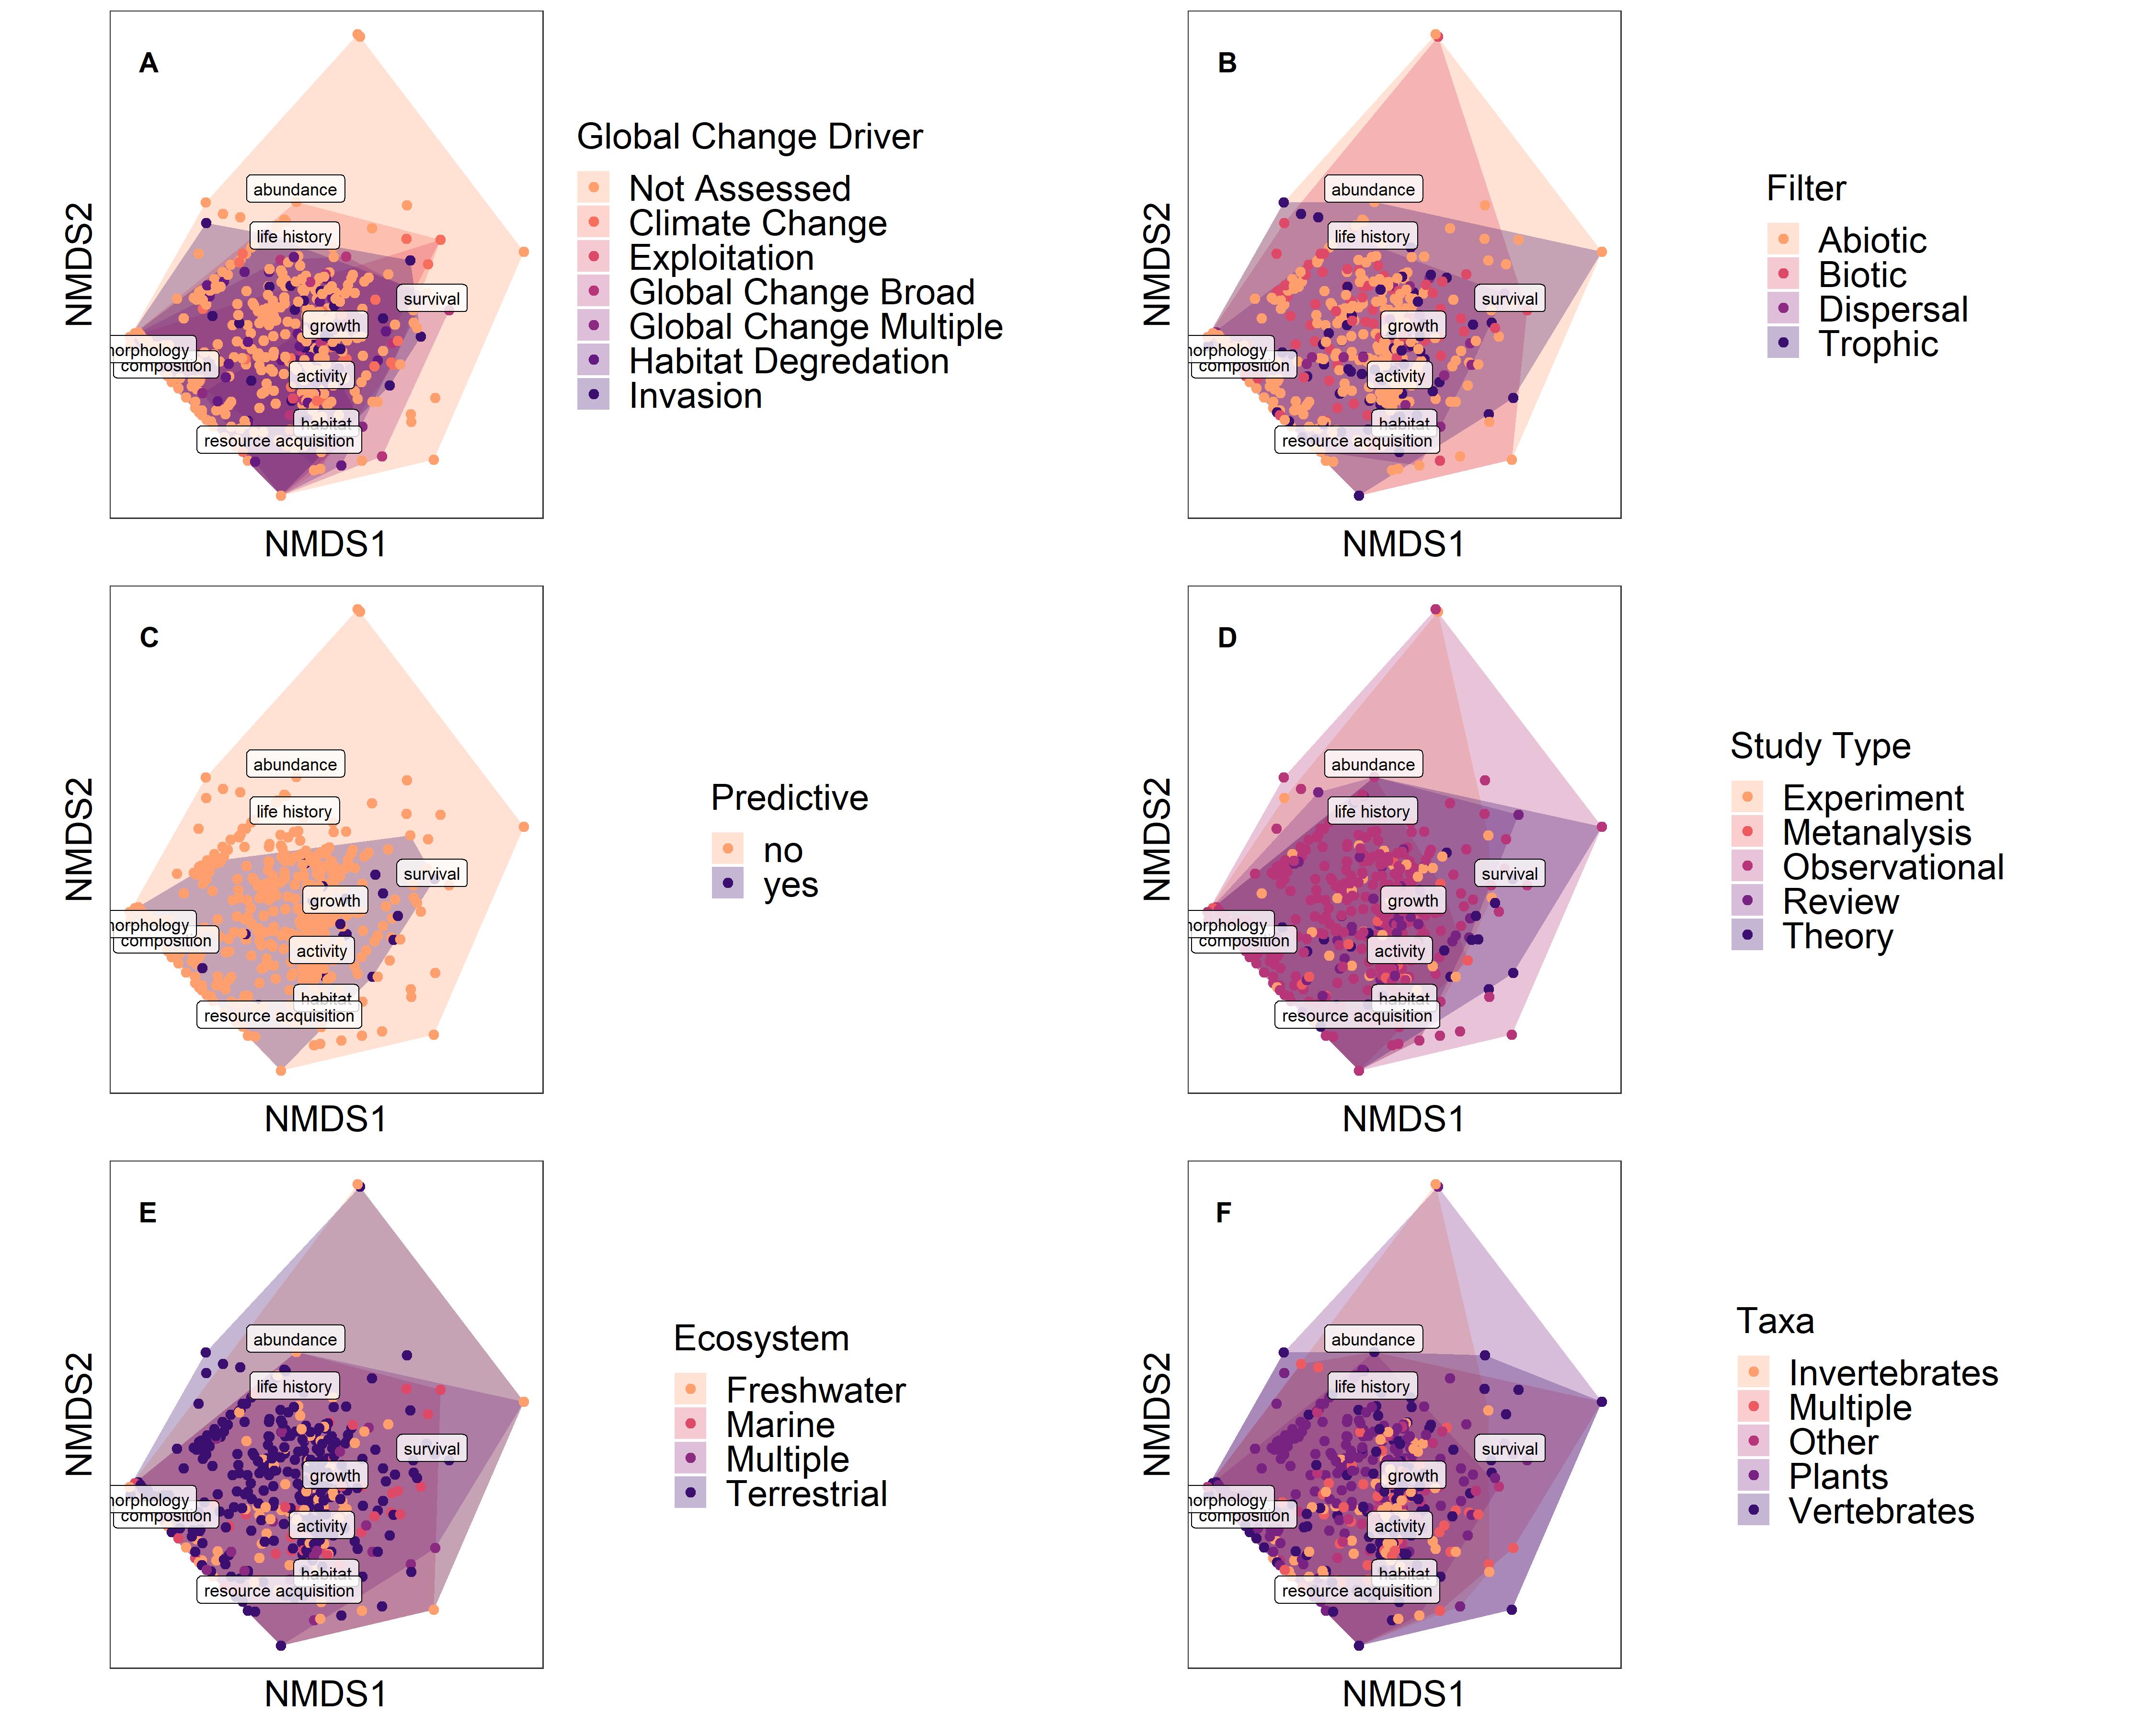 A
abundance
life history
survival
growth
morphology
composition
activity
habitat
resource acquisition
NMDS2
NMDS1
Global Change Driver
Not Assessed
Climate Change
Exploitation
Global Change Broad
Global Change Multiple
Habitat Degredation
Invasion
B
abundance
life history
survival
growth
morphology
composition
activity
habitat
resource acquisition
NMDS2
NMDS1
Filter
Abiotic
Biotic
Dispersal
Trophic
C
abundance
life history
survival
growth
morphology
composition
activity
habitat
resource acquisition
NMDS2
NMDS1
Predictive
no
yes
D
abundance
life history
survival
growth
morphology
composition
activity
habitat
resource acquisition
NMDS2
NMDS1
Study Type
Experiment
Metanalysis
Observational
Review
Theory
E
abundance
life history
survival
growth
morphology
composition
activity
habitat
resource acquisition
NMDS2
NMDS1
Ecosystem
Freshwater
Marine
Multiple
Terrestrial
F
abundance
life history
survival
growth
morphology
composition
activity
habitat
resource acquisition
NMDS2
NMDS1
Taxa
Invertebrates
Multiple
Other
Plants
Vertebrates